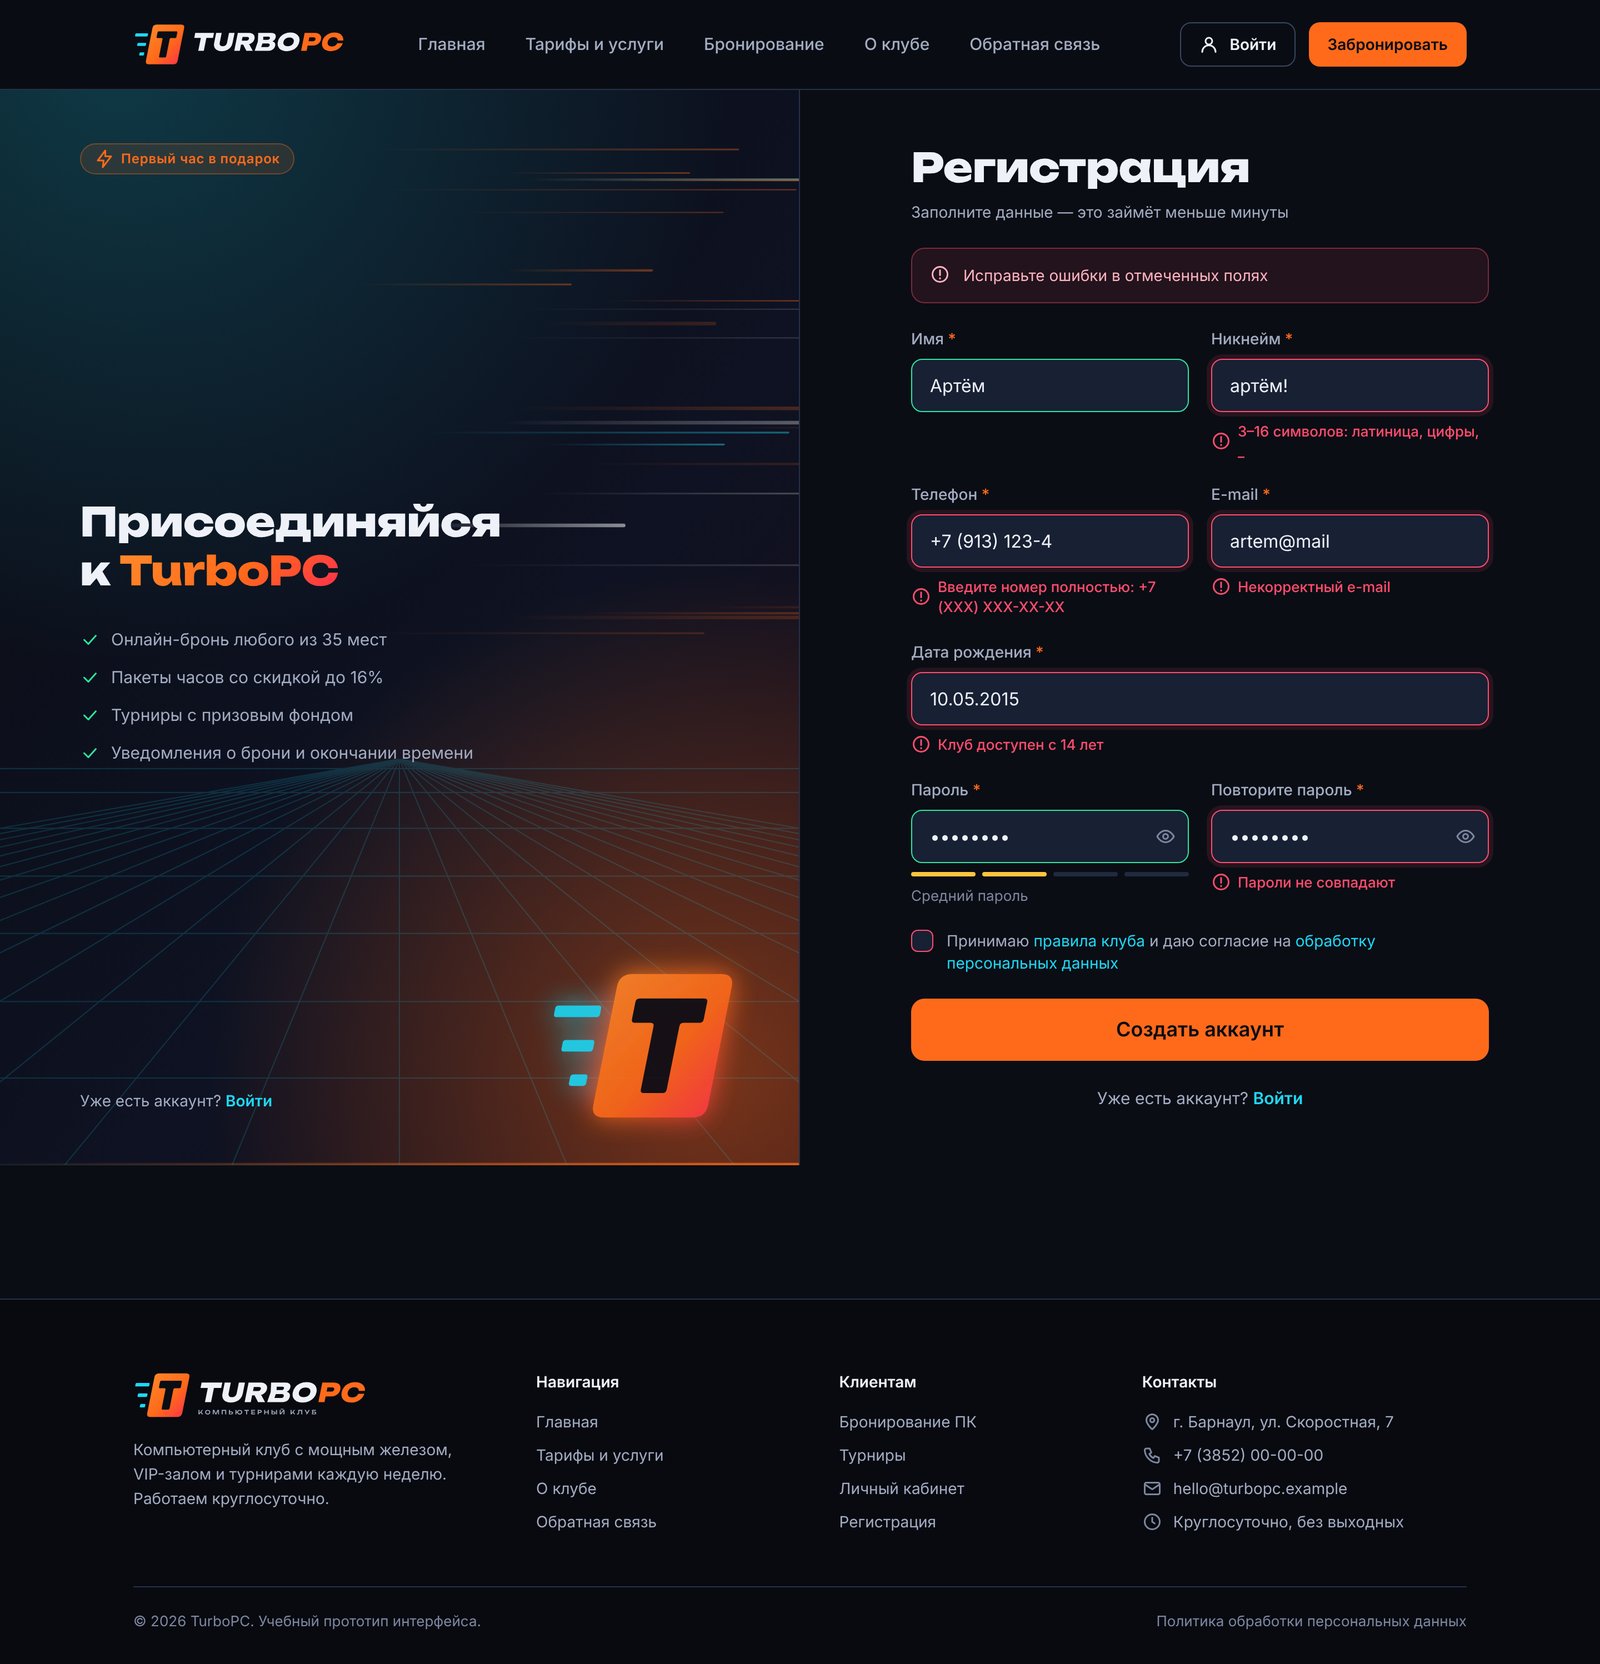 TURBOPC
Главная
Тарифы и услуги
Бронирование
О клубе
Обратная связь
Войти
Забронировать
Первый час в подарок
Присоединяйся
к TurboPC
Онлайн-бронь любого из 35 мест
Пакеты часов со скидкой до 16%
Турниры с призовым фондом
Уведомления о брони и окончании времени
T
Уже есть аккаунт? Войти
Регистрация
Заполните данные — это займёт меньше минуты
Исправьте ошибки в отмеченных полях
Имя *
Артём
Никнейм *
артём!
3–16 символов: латиница, цифры,
_
Телефон *
+7 (913) 123-4
Введите номер полностью: +7
(XXX) XXX-XX-XX
E-mail *
artem@mail
Некорректный e-mail
Дата рождения *
10.05.2015
Клуб доступен с 14 лет
Пароль *
••••••••
Средний пароль
Повторите пароль *
••••••••
Пароли не совпадают
Принимаю правила клуба и даю согласие на обработку
персональных данных
Создать аккаунт
Уже есть аккаунт? Войти
TURBOPC
КОМПЬЮТЕРНЫЙ КЛУБ
Компьютерный клуб с мощным железом,
VIP-залом и турнирами каждую неделю.
Работаем круглосуточно.
Навигация
Главная
Тарифы и услуги
О клубе
Обратная связь
Клиентам
Бронирование ПК
Турниры
Личный кабинет
Регистрация
Контакты
г. Барнаул, ул. Скоростная, 7
+7 (3852) 00-00-00
hello@turbopc.example
Круглосуточно, без выходных
© 2026 TurboPC. Учебный прототип интерфейса.
Политика обработки персональных данных